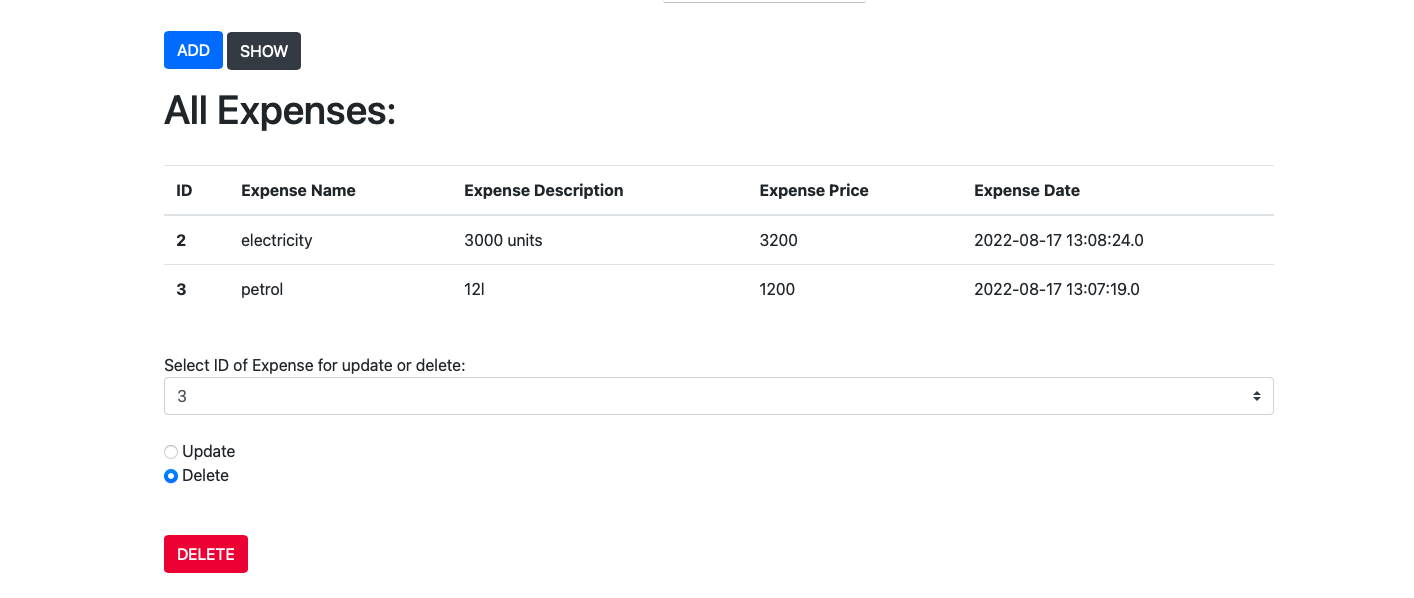 ADD SHOW
All Expenses:
ID Expense Name Expense Description Expense Price Expense Date
2 electricity 3000 units 3200 2022-08-17 13:08:24.0
3 petrol 12l 1200 2022-08-17 13:07:19.0
Select ID of Expense for update or delete:
3
Update
Delete
DELETE